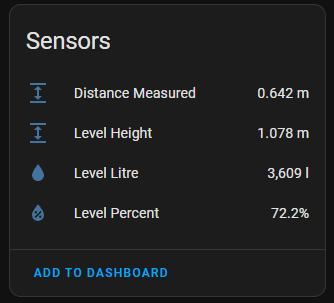 Sensors
Distance Measured 0.642 m
Level Height 1.078 m
Level Litre 3,609 l
Level Percent 72.2%
ADD TO DASHBOARD